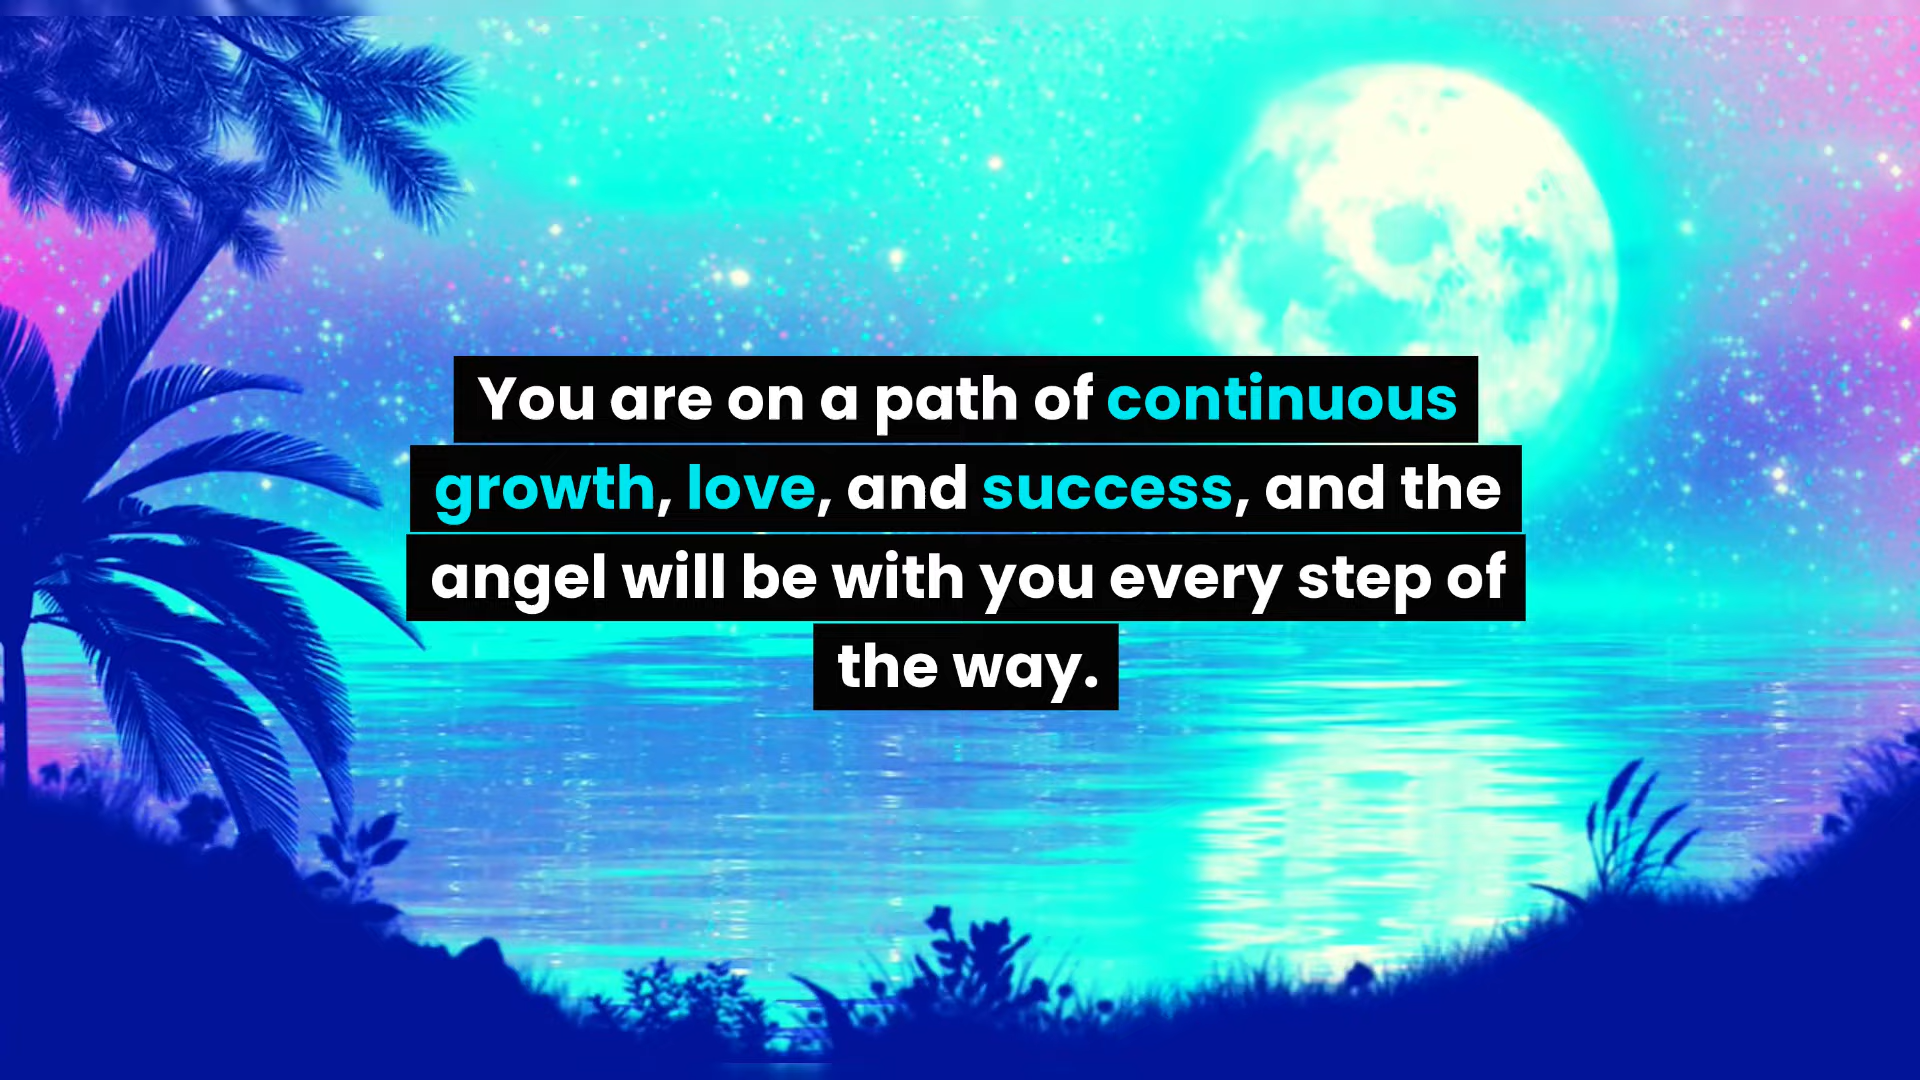 You are on a path of continuous
growth, love, and success, and the
angel will be with you every step of
the way.